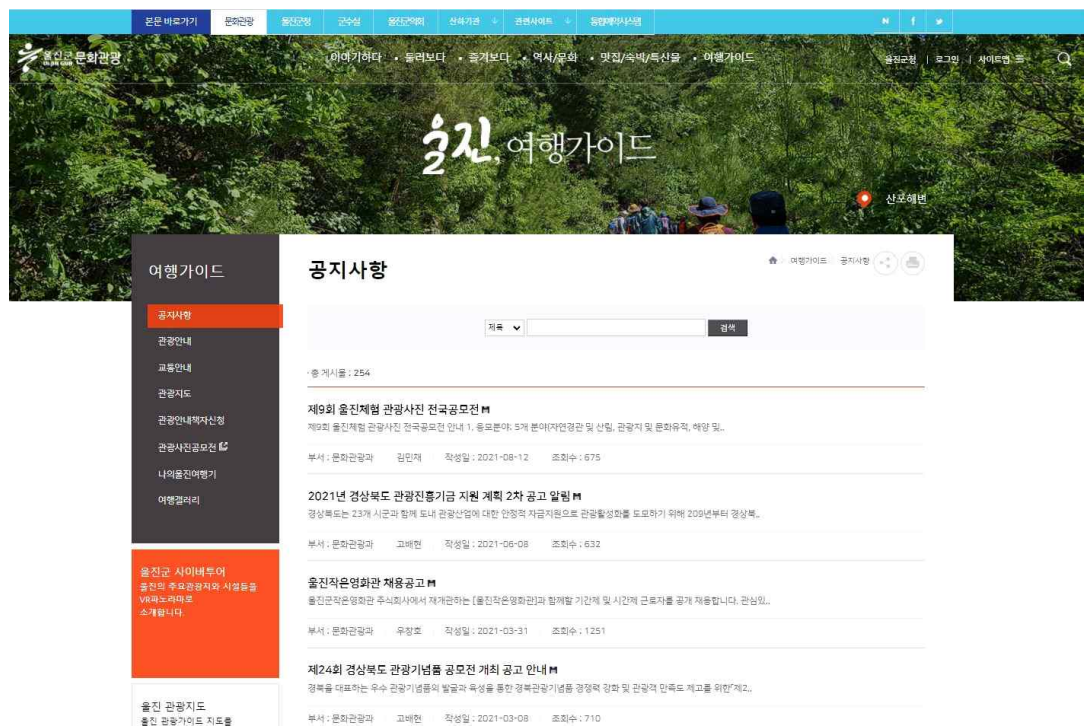 본문 바로가기 문화관광 울진군청 군수실 울진군의회 산하기관 관련사이트 통합예약시스템
울진군 문화관광 이야기하다 • 둘러보다 • 즐기보다 • 역사/문화 • 맛집/숙박/특산물 • 여행가이드 울진군청 | 로그인 | 사이트맵
울진, 여행가이드
산포해변
여행가이드
공지사항
관광안내
교통안내
관광지도
관광안내책자신청
관광사진공모전
나의울진여행기
여행갤러리
울진군 사이버투어
울진의 주요관광지와 시설들을
VR파노라마로
소개합니다.
울진 관광지도
울진 관광가이드 지도를
공지사항
여행가이드 공지사항
제목 검색
· 총 게시물 : 254
제9회 울진체험 관광사진 전국공모전
제9회 울진체험 관광사진 전국공모전 안내 1. 응모분야: 5개 분야(자연경관 및 산림, 관광지 및 문화유적, 해양 및..
부서 : 문화관광과 김민재 작성일 : 2021-08-12 조회수 : 675
2021년 경상북도 관광진흥기금 지원 계획 2차 공고 알림
경상북도는 23개 시군과 함께 도내 관광산업에 대한 안정적 자금지원으로 관광활성화를 도모하기 위해 209년부터 경상북..
부서 : 문화관광과 고배현 작성일 : 2021-06-08 조회수 : 632
울진작은영화관 채용공고
울진군작은영화관 주식회사에서 재개관하는 [울진작은영화관]과 함께할 기간제 및 시간제 근로자를 공개 채용합니다. 관심있..
부서 : 문화관광과 우창호 작성일 : 2021-03-31 조회수 : 1251
제24회 경상북도 관광기념품 공모전 개최 공고 안내
경북을 대표하는 우수 관광기념품의 발굴과 육성을 통한 경북관광기념품 경쟁력 강화 및 관광객 만족도 제고를 위한「제2..
부서 : 문화관광과 고배현 작성일 : 2021-03-08 조회수 : 710